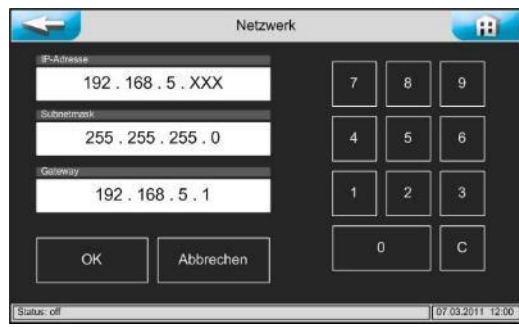 Netzwerk
IP-Adresse
192 . 168 . 5 . XXX
Subnetmask
255 . 255 . 255 . 0
Gateway
192 . 168 . 5 . 1
7 8 9
4 5 6
1 2 3
0 C
OK Abbrechen
Status: off
07.03.2011 12:00